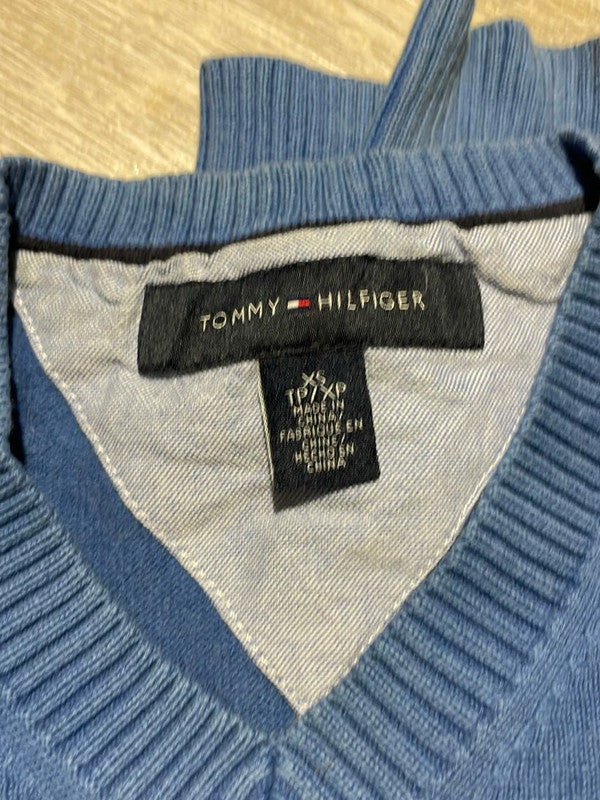 TOMMY HILFIGER
XS
TP/XP
MADE IN
CHINA/
FABRIQUE EN
CHINE/
HECHO EN
CHINA